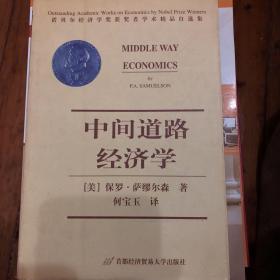 Outstanding Academic Works on Economics by Nobel Prize Winners
诺贝尔经济学奖获奖者学术精品自选集
MIDDLE WAY
ECONOMICS
BY
P.A. SAMUELSON
中间道路
经济学
[美] 保罗·萨缪尔森 著
何宝玉 译
首都经济贸易大学出版社